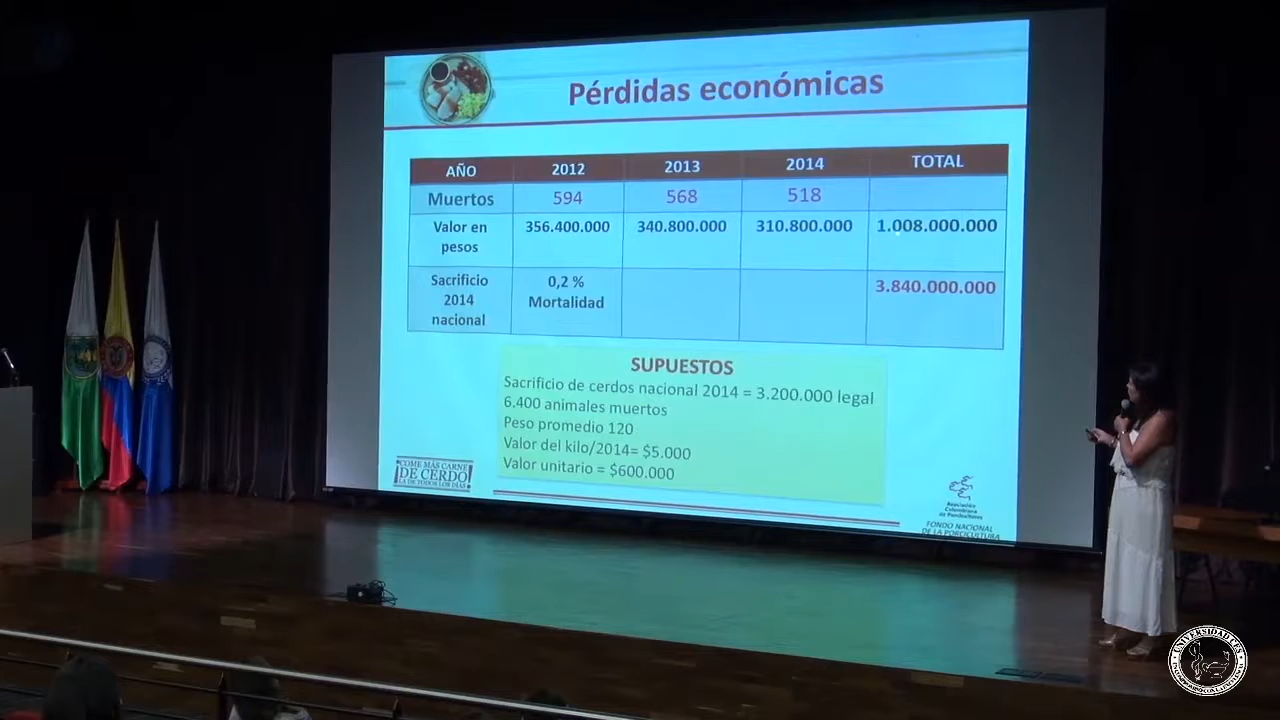 Pérdidas económicas
AÑO 2012 2013 2014 TOTAL
Muertos 594 568 518
Valor en pesos 356.400.000 340.800.000 310.800.000 1.008.000.000
Sacrificio 2014 nacional 0,2 % Mortalidad 3.840.000.000
SUPUESTOS
Sacrificio de cerdos nacional 2014 = 3.200.000 legal
6.400 animales muertos
Peso promedio 120
Valor del kilo/2014= $5.000
Valor unitario = $600.000
¡COME MÁS CARNE
DE CERDO!
LA DE TODOS LOS DÍAS
Asociación
Colombiana
de Porcicultores
FONDO NACIONAL
DE LA PORCICULTURA
UNIVERSIDAD CES